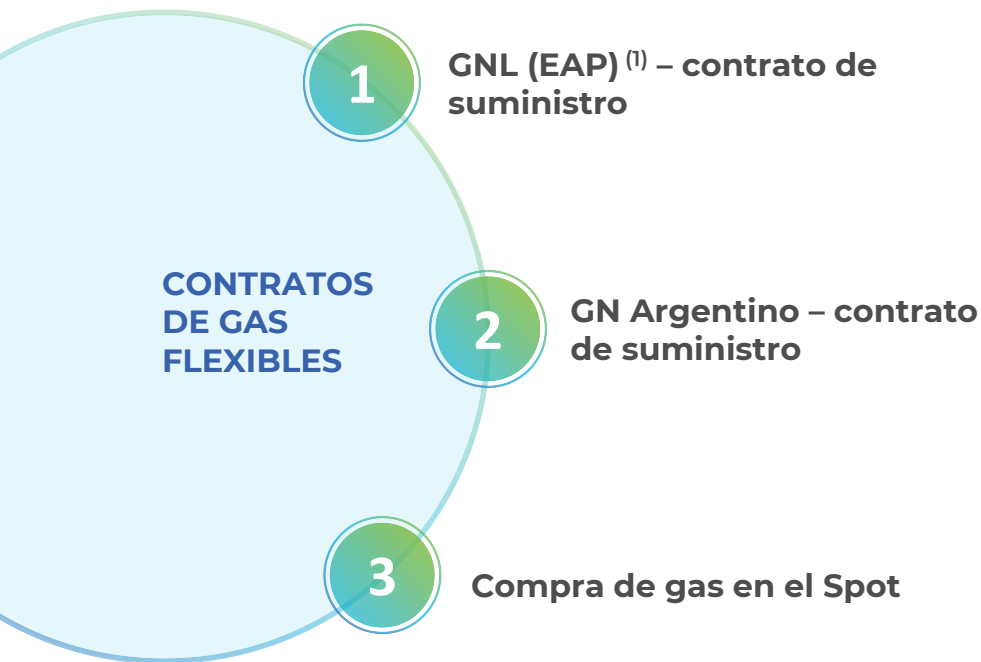 1
GNL (EAP) (1) – contrato de
suministro
CONTRATOS
DE GAS
FLEXIBLES
2
GN Argentino – contrato
de suministro
3
Compra de gas en el Spot